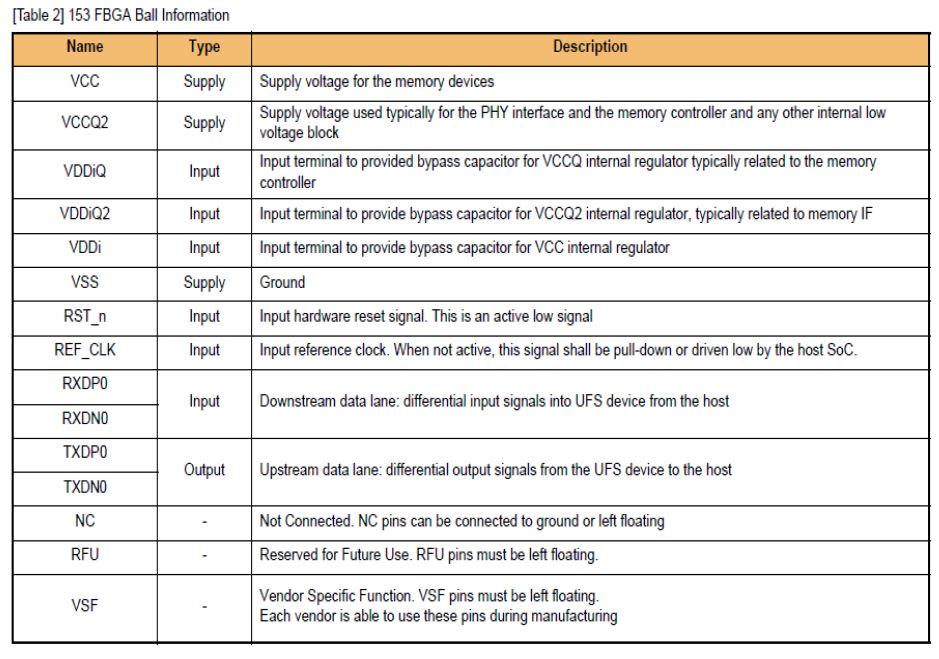 [Table 2] 153 FBGA Ball Information
Name Type Description
VCC Supply Supply voltage for the memory devices
VCCQ2 Supply Supply voltage used typically for the PHY interface and the memory controller and any other internal low
voltage block
VDDiQ Input Input terminal to provided bypass capacitor for VCCQ internal regulator typically related to the memory
controller
VDDiQ2 Input Input terminal to provide bypass capacitor for VCCQ2 internal regulator, typically related to memory IF
VDDi Input Input terminal to provide bypass capacitor for VCC internal regulator
VSS Supply Ground
RST_n Input Input hardware reset signal. This is an active low signal
REF_CLK Input Input reference clock. When not active, this signal shall be pull-down or driven low by the host SoC.
RXDP0
Input Downstream data lane: differential input signals into UFS device from the host
RXDN0
TXDP0
Output Upstream data lane: differential output signals from the UFS device to the host
TXDN0
NC - Not Connected. NC pins can be connected to ground or left floating
RFU - Reserved for Future Use. RFU pins must be left floating.
VSF - Vendor Specific Function. VSF pins must be left floating.
Each vendor is able to use these pins during manufacturing